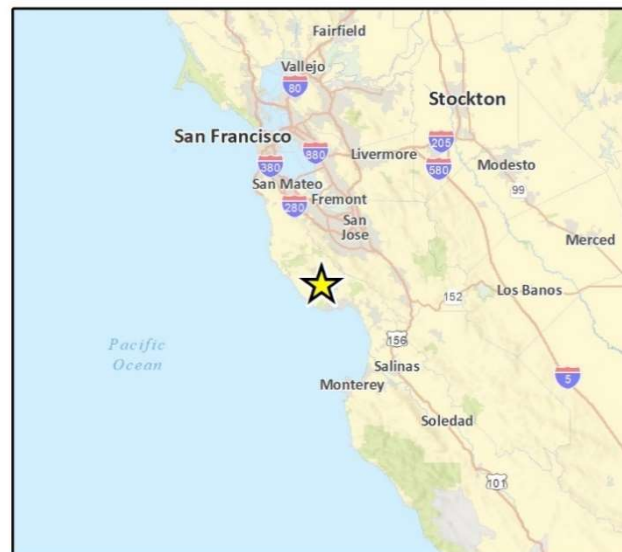 Fairfield
Vallejo
80
Stockton
San Francisco
880
205
Livermore
380
580
Modesto
San Mateo
Fremont
99
280
San
Jose
Merced
152
Los Banos
156
Pacific
Ocean
Salinas
5
Monterey
Soledad
101